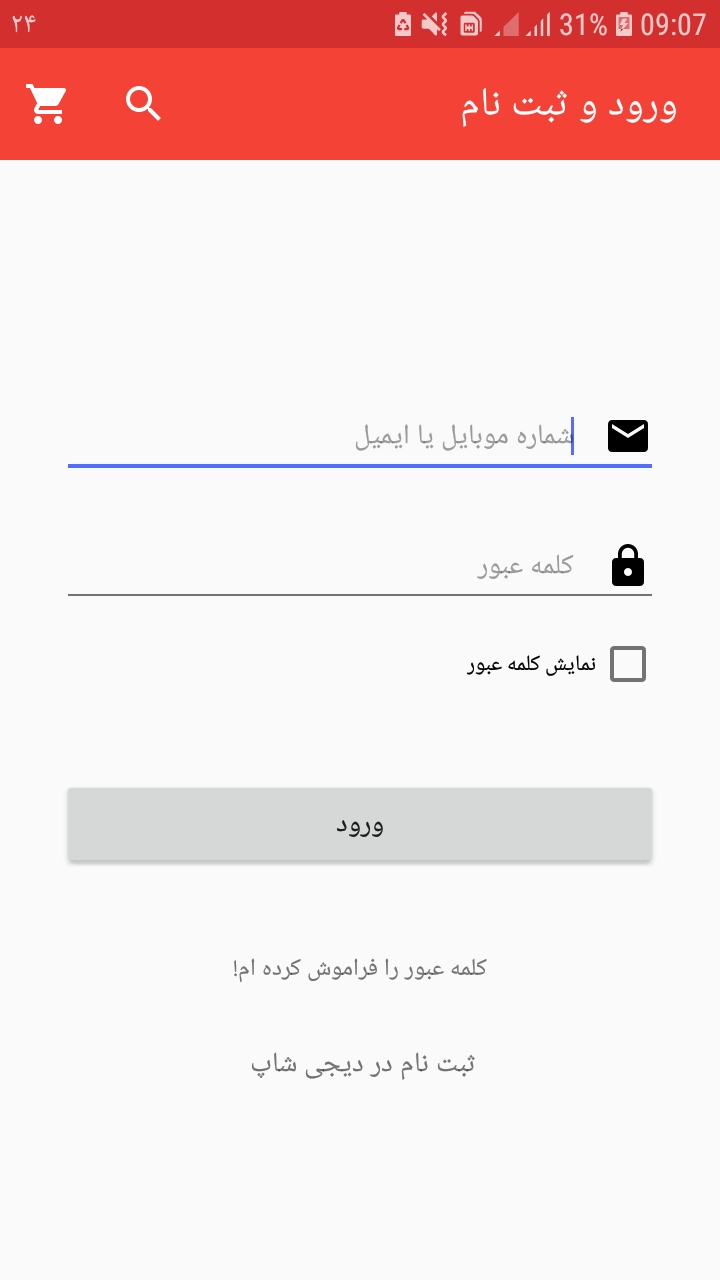 ۲۴ 31% 09:07
ورود و ثبت نام
شماره موبایل یا ایمیل
کلمه عبور
نمایش کلمه عبور
ورود
کلمه عبور را فراموش کرده ام!
ثبت نام در دیجی شاپ